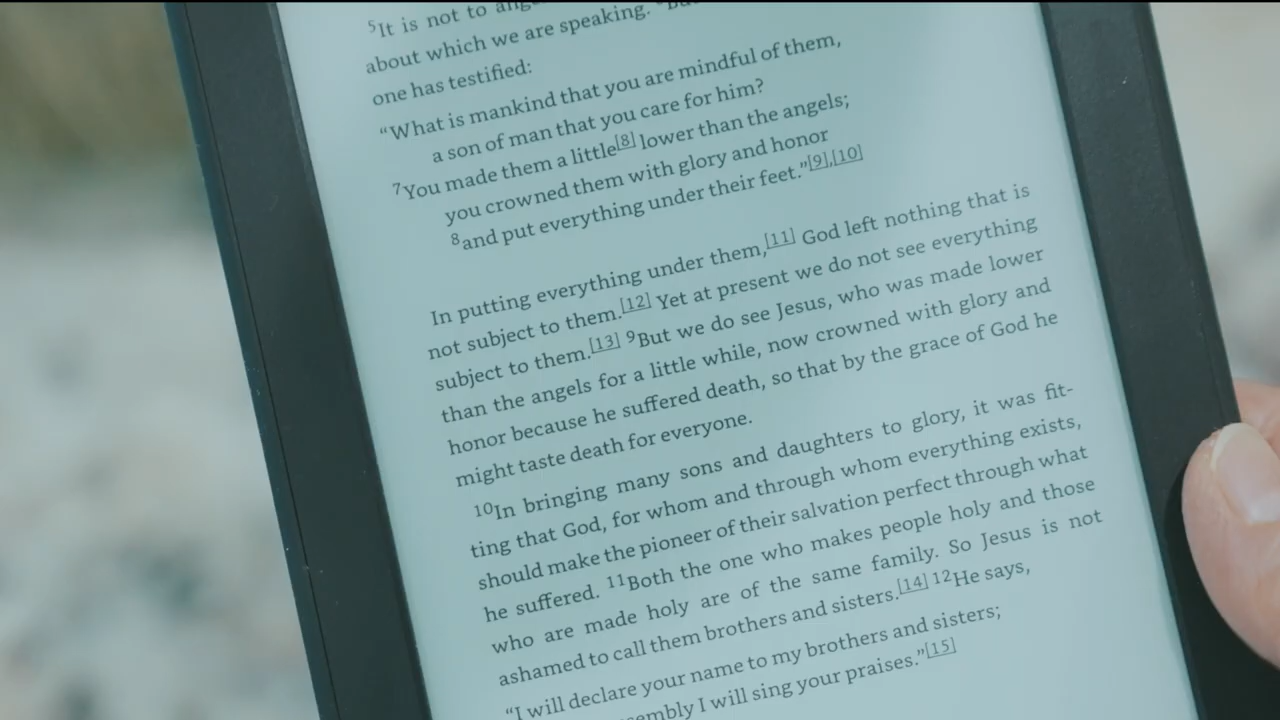 ⁵It is not to
about which we are speaking.
one has testified:
“What is mankind that you are mindful of them,
a son of man that you care for him?
⁷You made them a little[8] lower than the angels;
you crowned them with glory and honor
⁸and put everything under their feet.”[9],[10]
In putting everything under them,[11] God left nothing that is
not subject to them.[12] Yet at present we do not see everything
subject to them.[13] ⁹But we do see Jesus, who was made lower
than the angels for a little while, now crowned with glory and
honor because he suffered death, so that by the grace of God he
might taste death for everyone.
¹⁰In bringing many sons and daughters to glory, it was fit-
ting that God, for whom and through whom everything exists,
should make the pioneer of their salvation perfect through what
he suffered. ¹¹Both the one who makes people holy and those
who are made holy are of the same family. So Jesus is not
ashamed to call them brothers and sisters.[14] ¹²He says,
“I will declare your name to my brothers and sisters;
I will sing your praises.”[15]